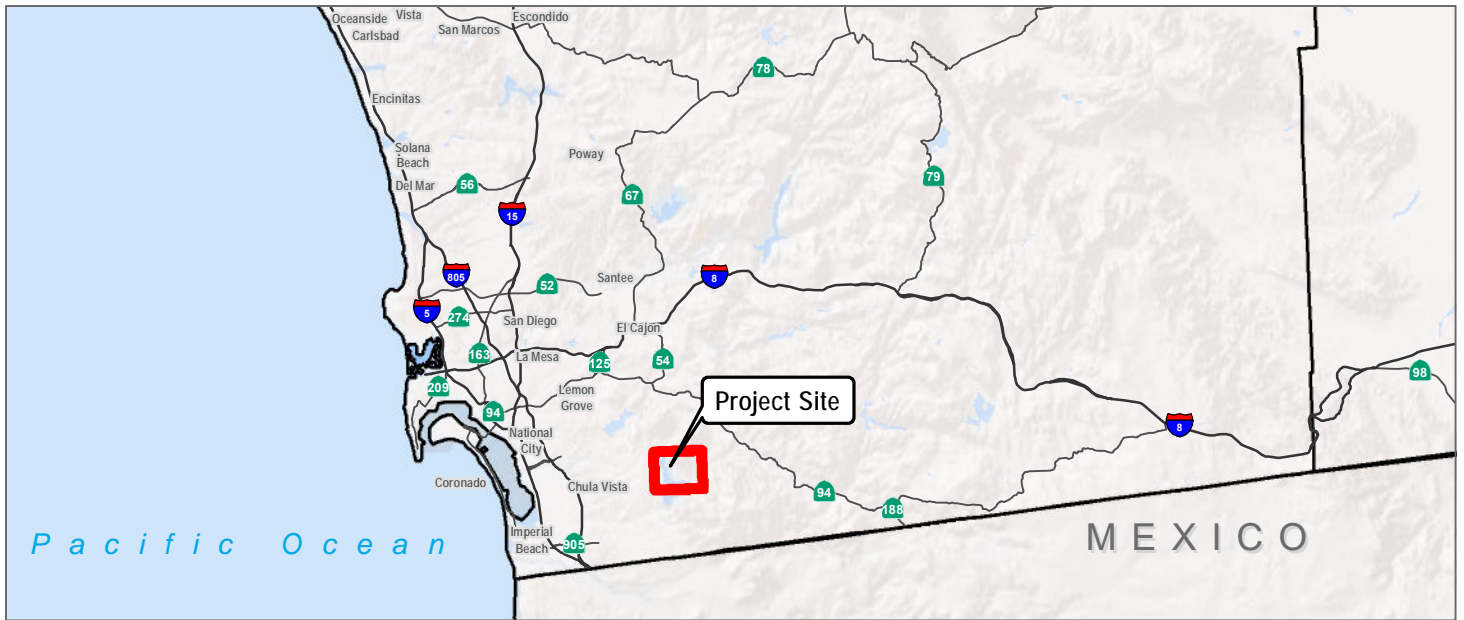 Oceanside
Vista
Escondido
Carlsbad
San Marcos
78
Encinitas
Solana
Beach
Poway
Del Mar
56
67
79
15
805
52
Santee
8
5
274
San Diego
El Cajon
163
La Mesa
125
54
98
209
Lemon
Grove
Project Site
94
8
National
City
Coronado
Chula Vista
94
188
Imperial
Beach
905
Pacific Ocean
MEXICO